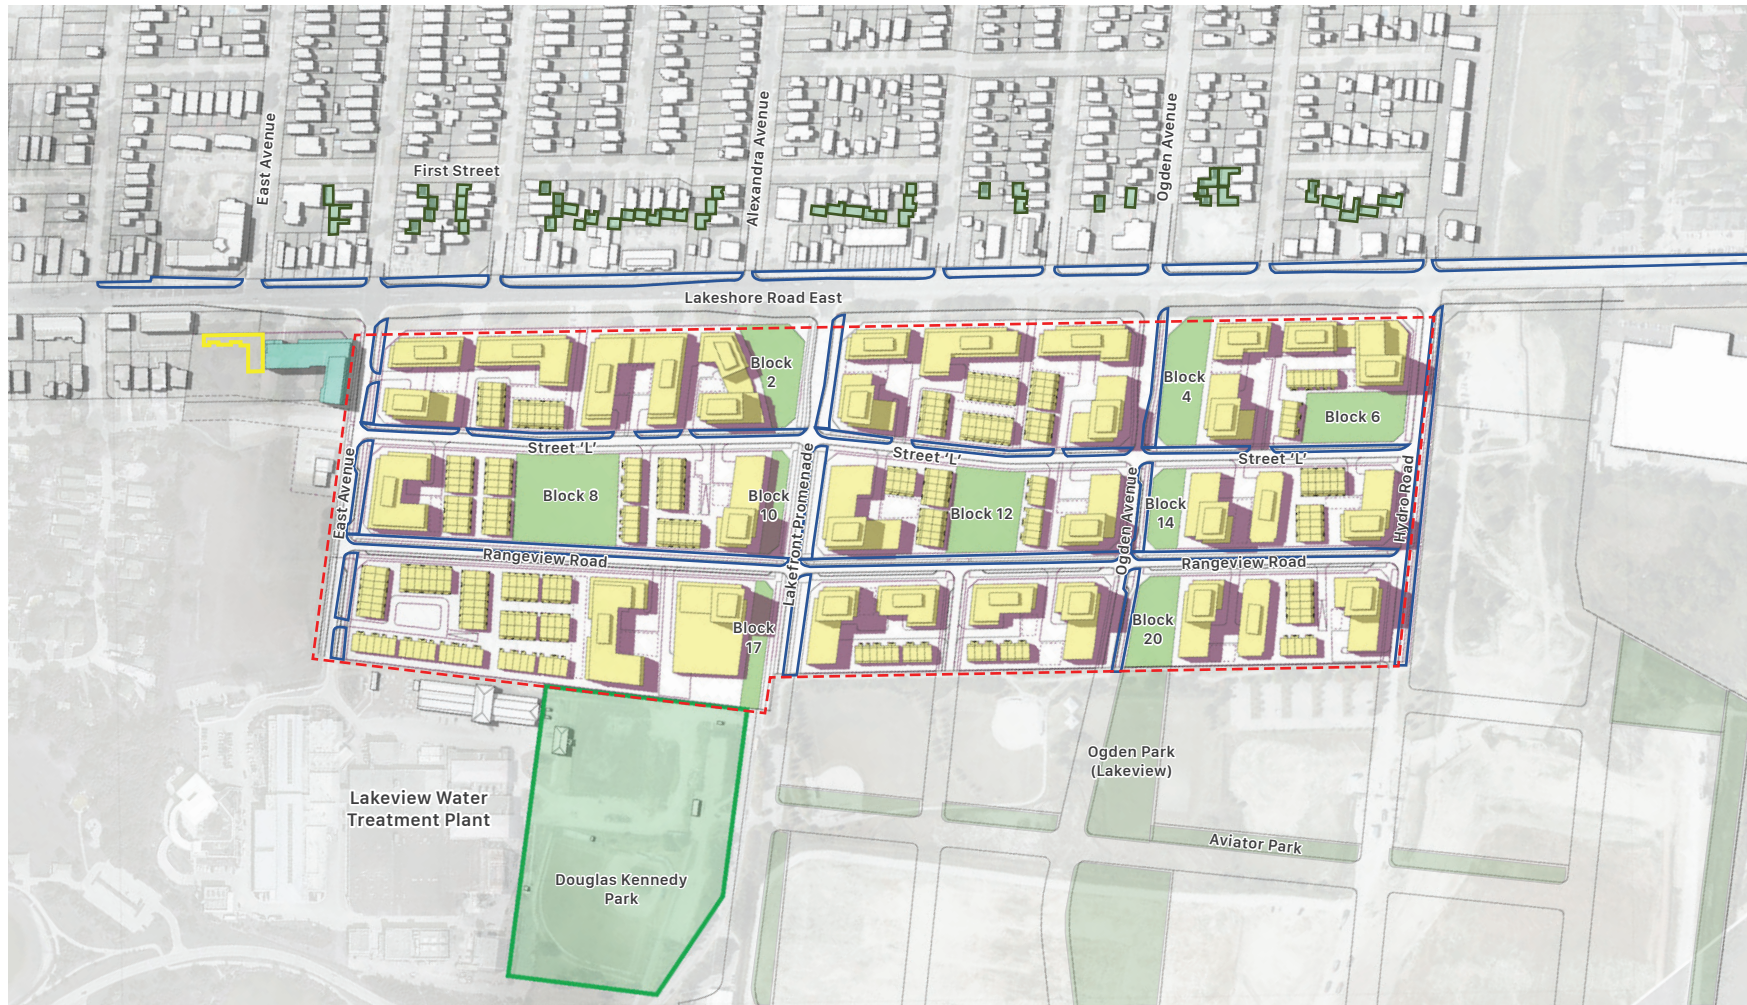 East Avenue
First Street
Alexandra Avenue
Ogden Avenue
Lakeshore Road East
Block
2
Block
4
Block 6
Street ‘L’
Street ‘L’
Street ‘L’
East Avenue
Block 8
Block
10
Lakefront Promenade
Block 12
Ogden Avenue
Block
14
Hydro Road
Rangeview Road
Rangeview Road
Block
17
Block
20
Ogden Park
(Lakeview)
Lakeview Water
Treatment Plant
Aviator Park
Douglas Kennedy
Park